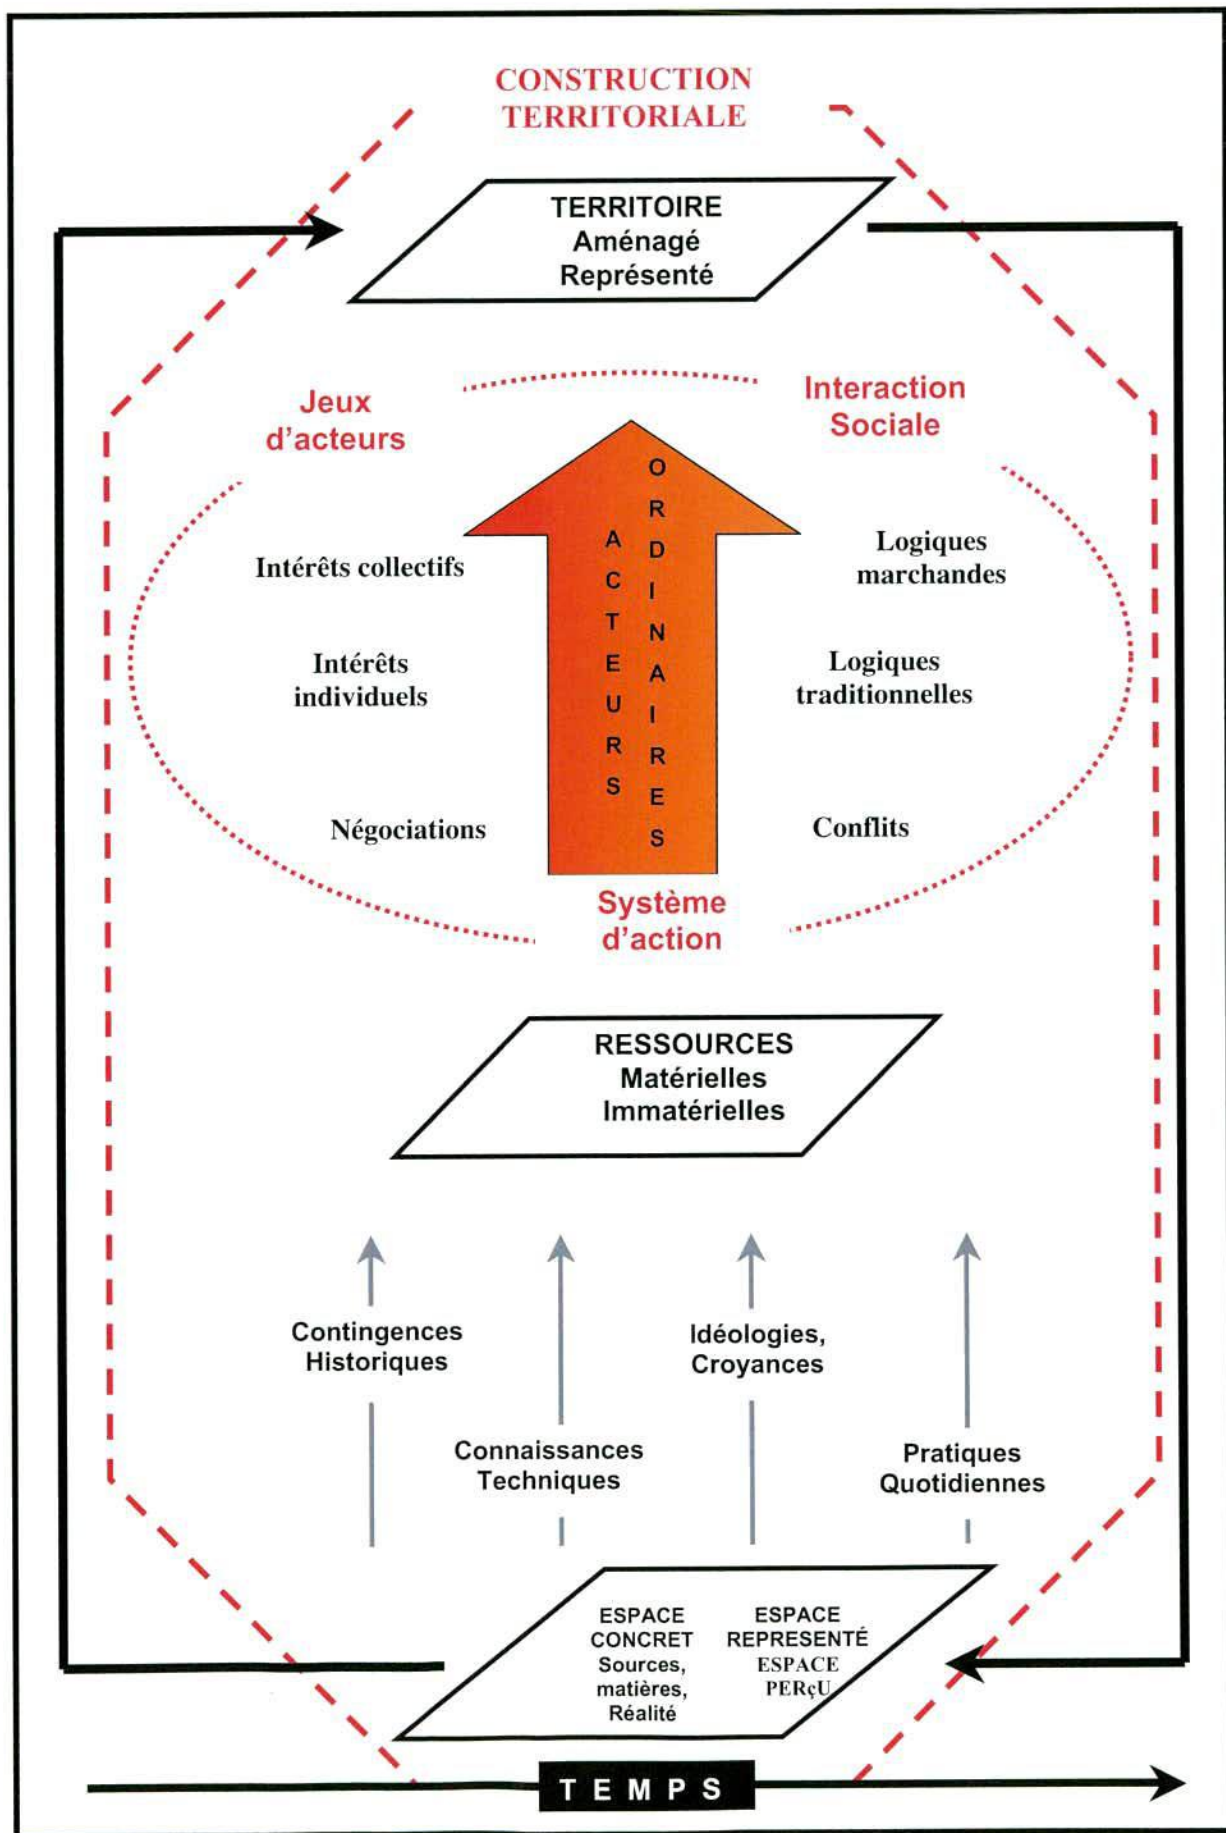 CONSTRUCTION
TERRITORIALE
TERRITOIRE
Aménagé
Représenté
Jeux
d'acteurs
Interaction
Sociale
ACTEURS
ORDINAIRES
Intérêts collectifs
Logiques
marchandes
Intérêts
individuels
Logiques
traditionnelles
Négociations
Conflits
Système
d'action
RESSOURCES
Matérielles
Immatérielles
Contingences
Historiques
Idéologies,
Croyances
Connaissances
Techniques
Pratiques
Quotidiennes
ESPACE
CONCRET
Sources,
matières,
Réalité
ESPACE
REPRESENTÉ
ESPACE
PERçU
TEMPS